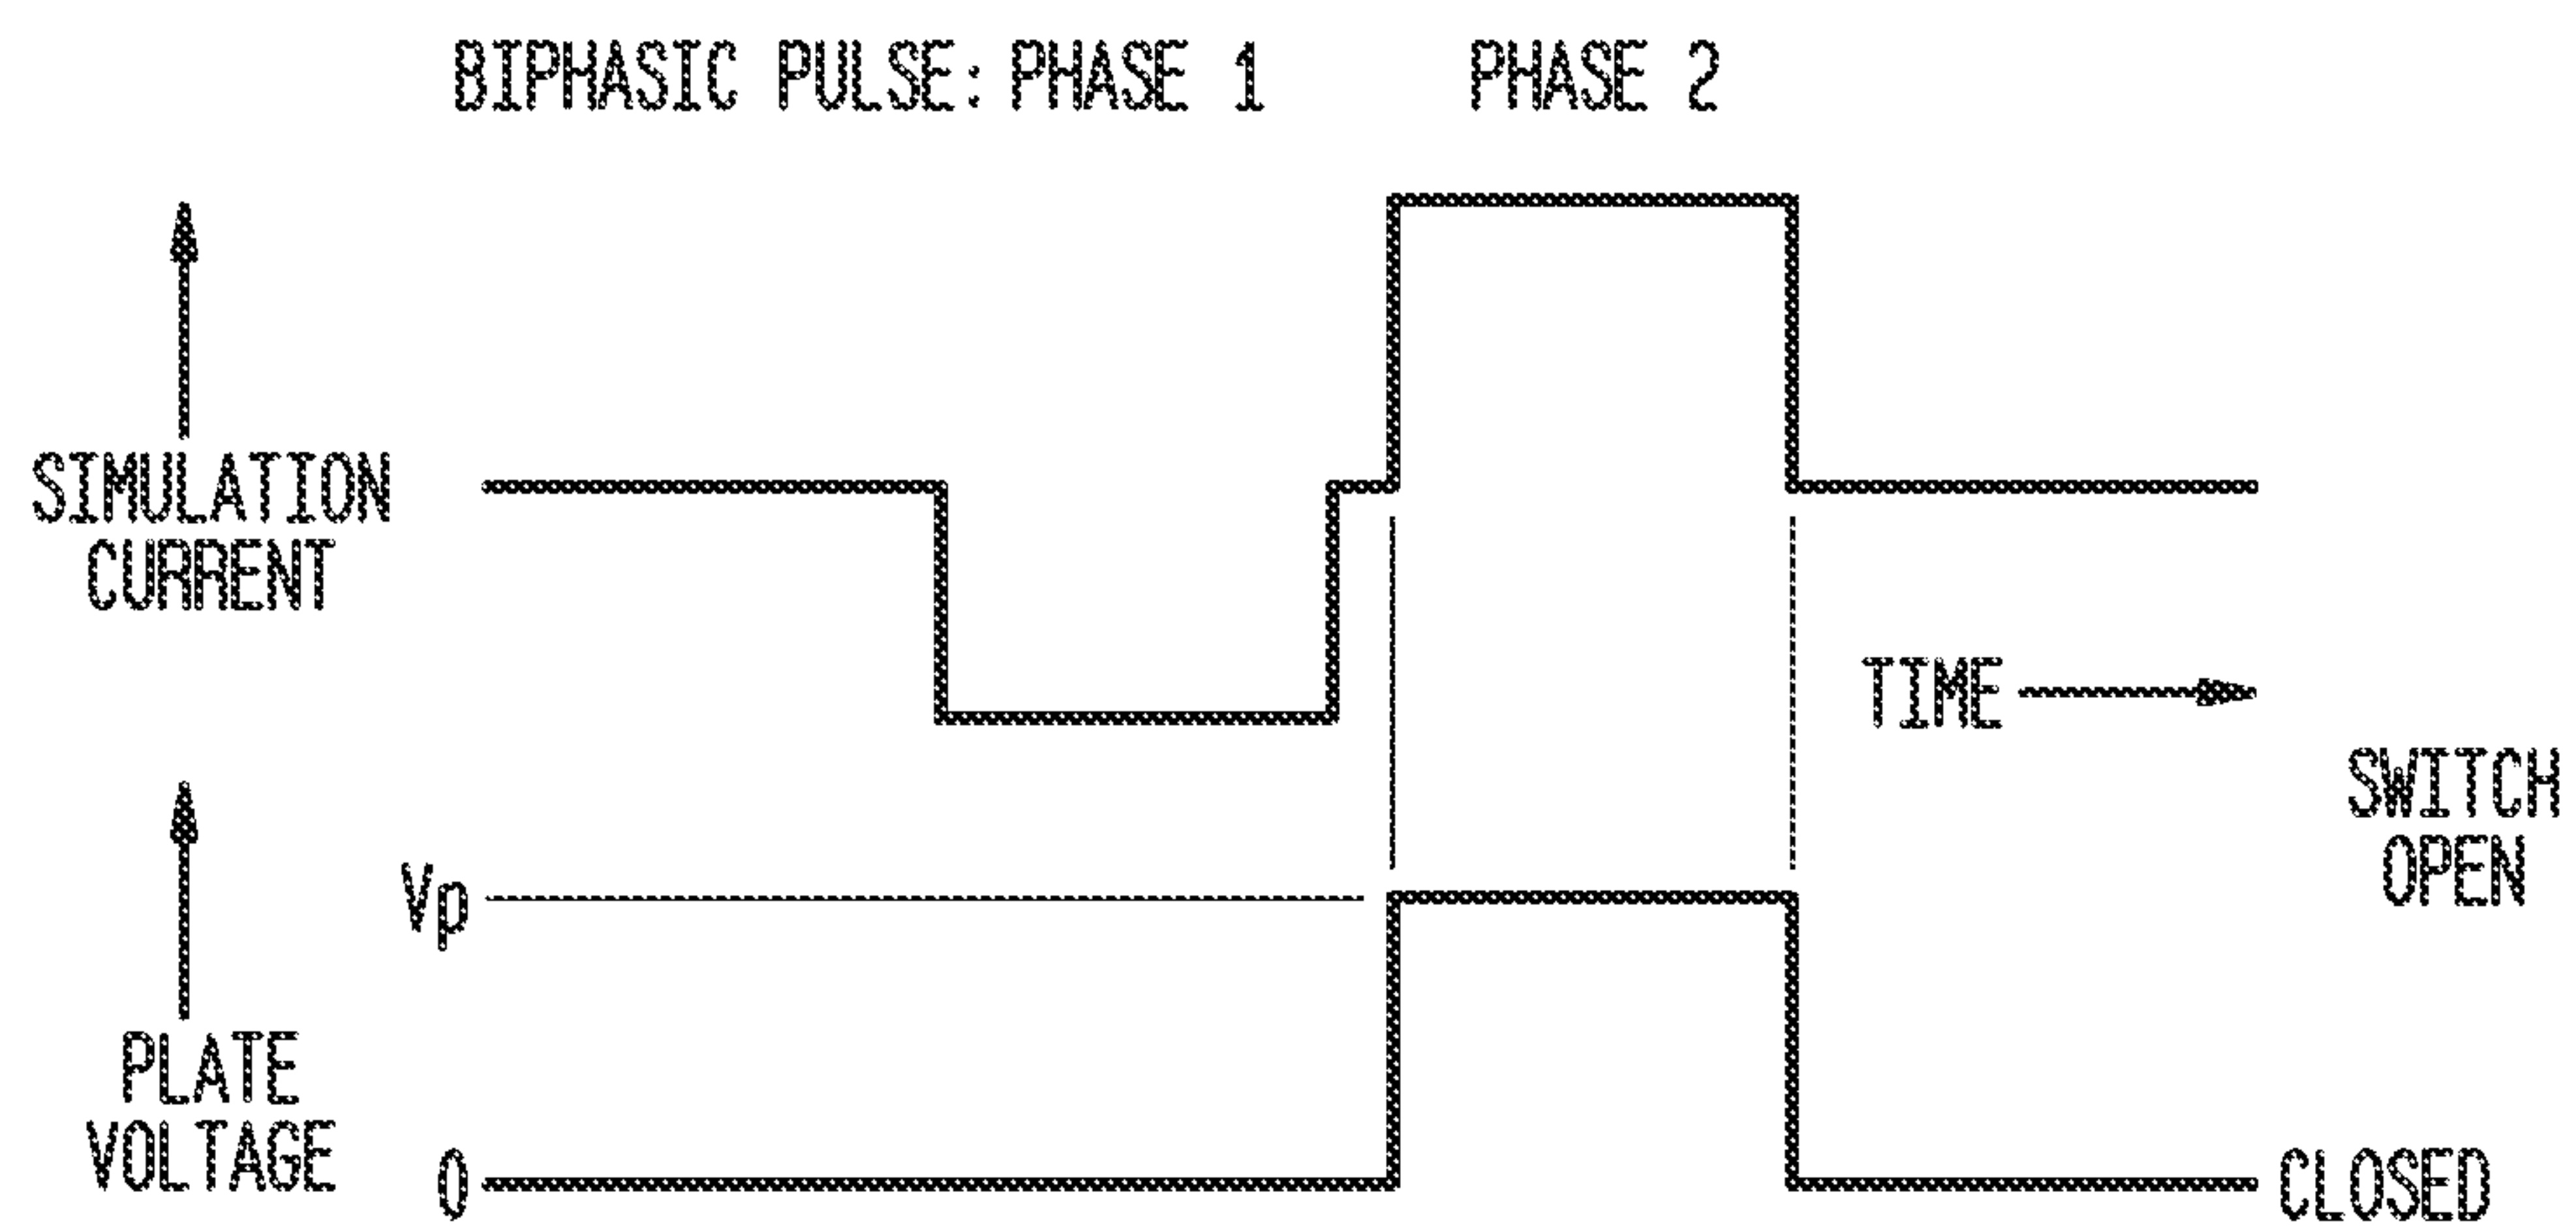 BIPHASIC PULSE: PHASE 1 PHASE 2
SIMULATION
CURRENT
TIME
SWITCH
OPEN
Vp
PLATE
VOLTAGE
0
CLOSED